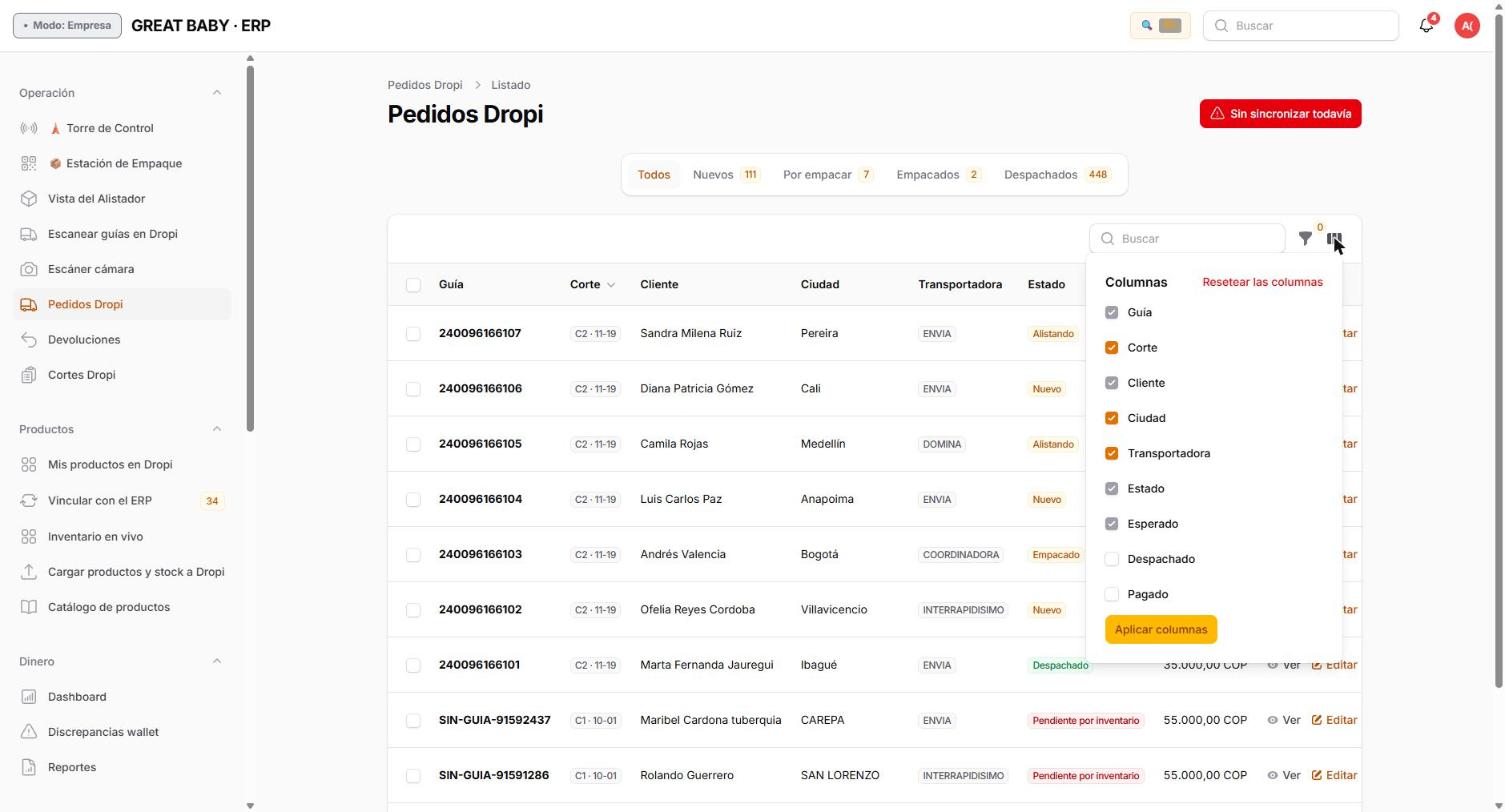 • Modo: Empresa
GREAT BABY · ERP
Buscar
4
A(
Operación
Torre de Control
Estación de Empaque
Vista del Alistador
Escanear guías en Dropi
Escáner cámara
Pedidos Dropi
Devoluciones
Cortes Dropi
Productos
Mis productos en Dropi
Vincular con el ERP 34
Inventario en vivo
Cargar productos y stock a Dropi
Catálogo de productos
Dinero
Dashboard
Discrepancias wallet
Reportes
Pedidos Dropi > Listado
Pedidos Dropi
Sin sincronizar todavía
Todos Nuevos 111 Por empacar 7 Empacados 2 Despachados 448
Buscar
0
Guía Corte Cliente Ciudad Transportadora Estado
240096166107 C2 · 11-19 Sandra Milena Ruiz Pereira ENVIA Alistando tar
240096166106 C2 · 11-19 Diana Patricia Gómez Cali ENVIA Nuevo tar
240096166105 C2 · 11-19 Camila Rojas Medellín DOMINA Alistando tar
240096166104 C2 · 11-19 Luis Carlos Paz Anapoima ENVIA Nuevo tar
240096166103 C2 · 11-19 Andrés Valencia Bogotá COORDINADORA Empacado tar
240096166102 C2 · 11-19 Ofelia Reyes Cordoba Villavicencio INTERRAPIDISIMO Nuevo tar
240096166101 C2 · 11-19 Marta Fernanda Jauregui Ibagué ENVIA Despachado 35.000,00 COP Ver Editar
SIN-GUIA-91592437 C1 · 10-01 Maribel Cardona tuberquia CAREPA ENVIA Pendiente por inventario 55.000,00 COP Ver Editar
SIN-GUIA-91591286 C1 · 10-01 Rolando Guerrero SAN LORENZO INTERRAPIDISIMO Pendiente por inventario 55.000,00 COP Ver Editar
Columnas Resetear las columnas
Guía
Corte
Cliente
Ciudad
Transportadora
Estado
Esperado
Despachado
Pagado
Aplicar columnas